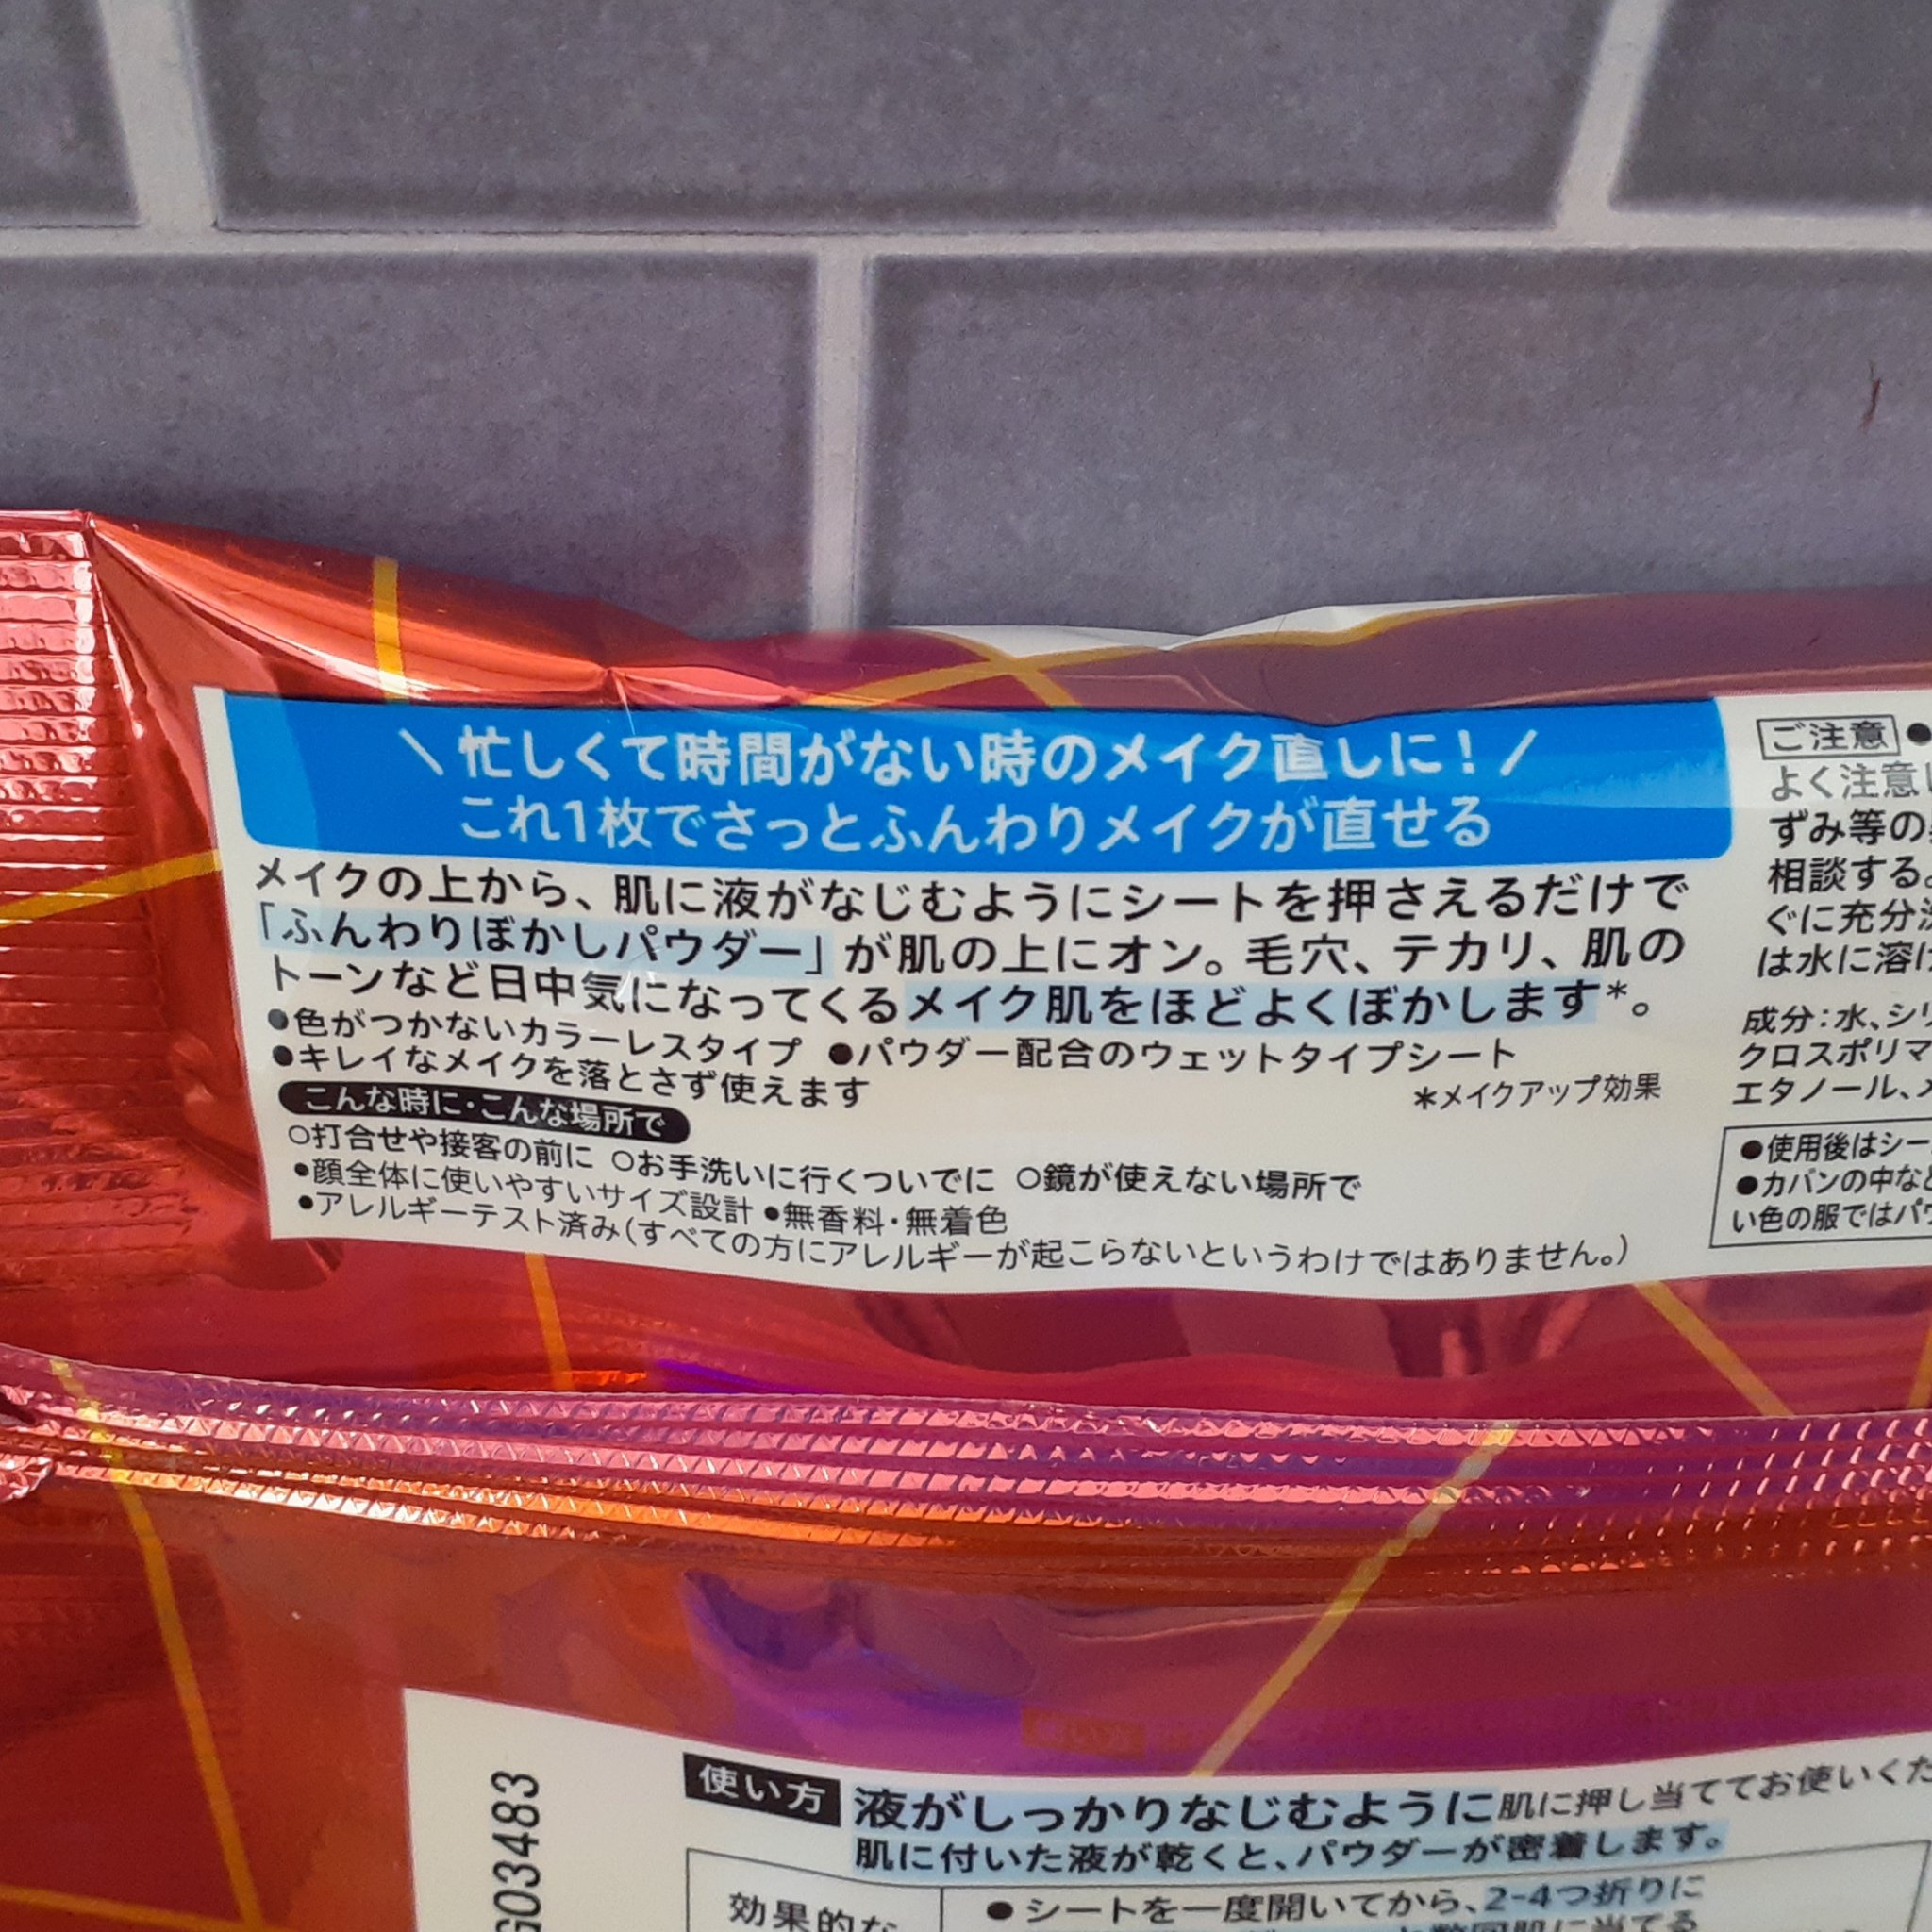 \ 忙しくて時間がない時のメイク直しに! /
これ1枚でさっとふんわりメイクが直せる
メイクの上から、肌に液がなじむようにシートを押さえるだけで
「ふんわりぼかしパウダー」が肌の上にオン。毛穴、テカリ、肌の
トーンなど日中気になってくるメイク肌をほどよくぼかします*。
●色がつかないカラーレスタイプ ●パウダー配合のウェットタイプシート
●キレイなメイクを落とさず使えます
*メイクアップ効果
こんな時に・こんな場所で
○打合せや接客の前に ○お手洗いに行くついでに ○鏡が使えない場所で
●顔全体に使いやすいサイズ設計 ●無香料・無着色
●アレルギーテスト済み(すべての方にアレルギーが起こらないというわけではありません。)
ご注意 ●
よく注意
ずみ等の
相談する。
ぐに充分
は水に溶け
成分:水、シリ
クロスポリマ
エタノール、メ
●使用後はシー
●カバンの中など
い色の服ではパウ
G03483
使い方 液がしっかりなじむように肌に押し当ててお使いくだ
肌に付いた液が乾くと、パウダーが密着します。
効果的な
●シートを一度開いてから、2-4つ折りに
数回肌に当てる